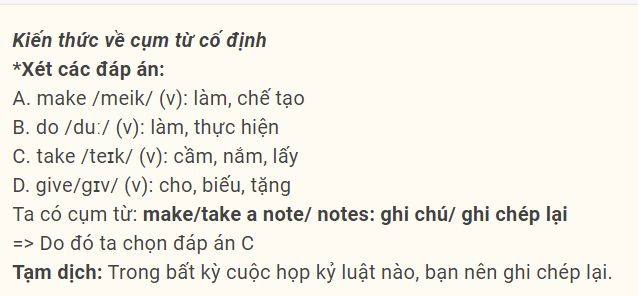 Kiến thức về cụm từ cố định
*Xét các đáp án:
A. make /meik/ (v): làm, chế tạo
B. do /duː/ (v): làm, thực hiện
C. take /teɪk/ (v): cầm, nắm, lấy
D. give/gɪv/ (v): cho, biếu, tặng
Ta có cụm từ: make/take a note/ notes: ghi chú/ ghi chép lại
=> Do đó ta chọn đáp án C
Tạm dịch: Trong bất kỳ cuộc họp kỷ luật nào, bạn nên ghi chép lại.